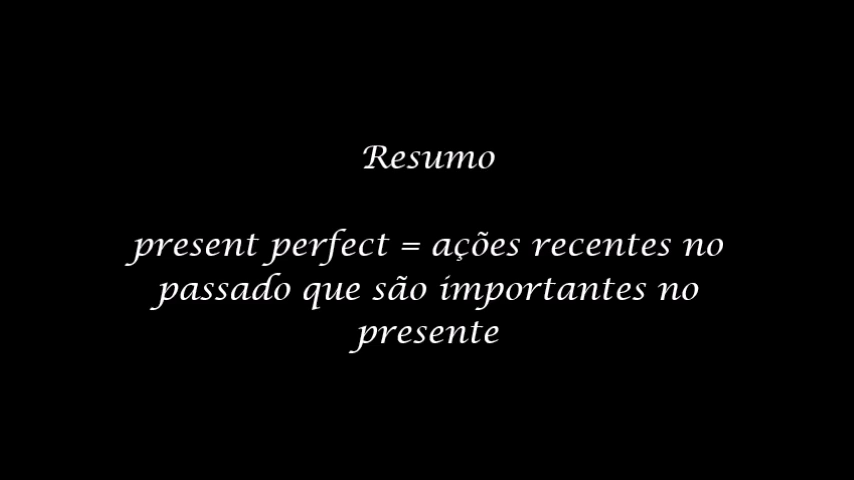 Resumo
present perfect = ações recentes no
passado que são importantes no
presente